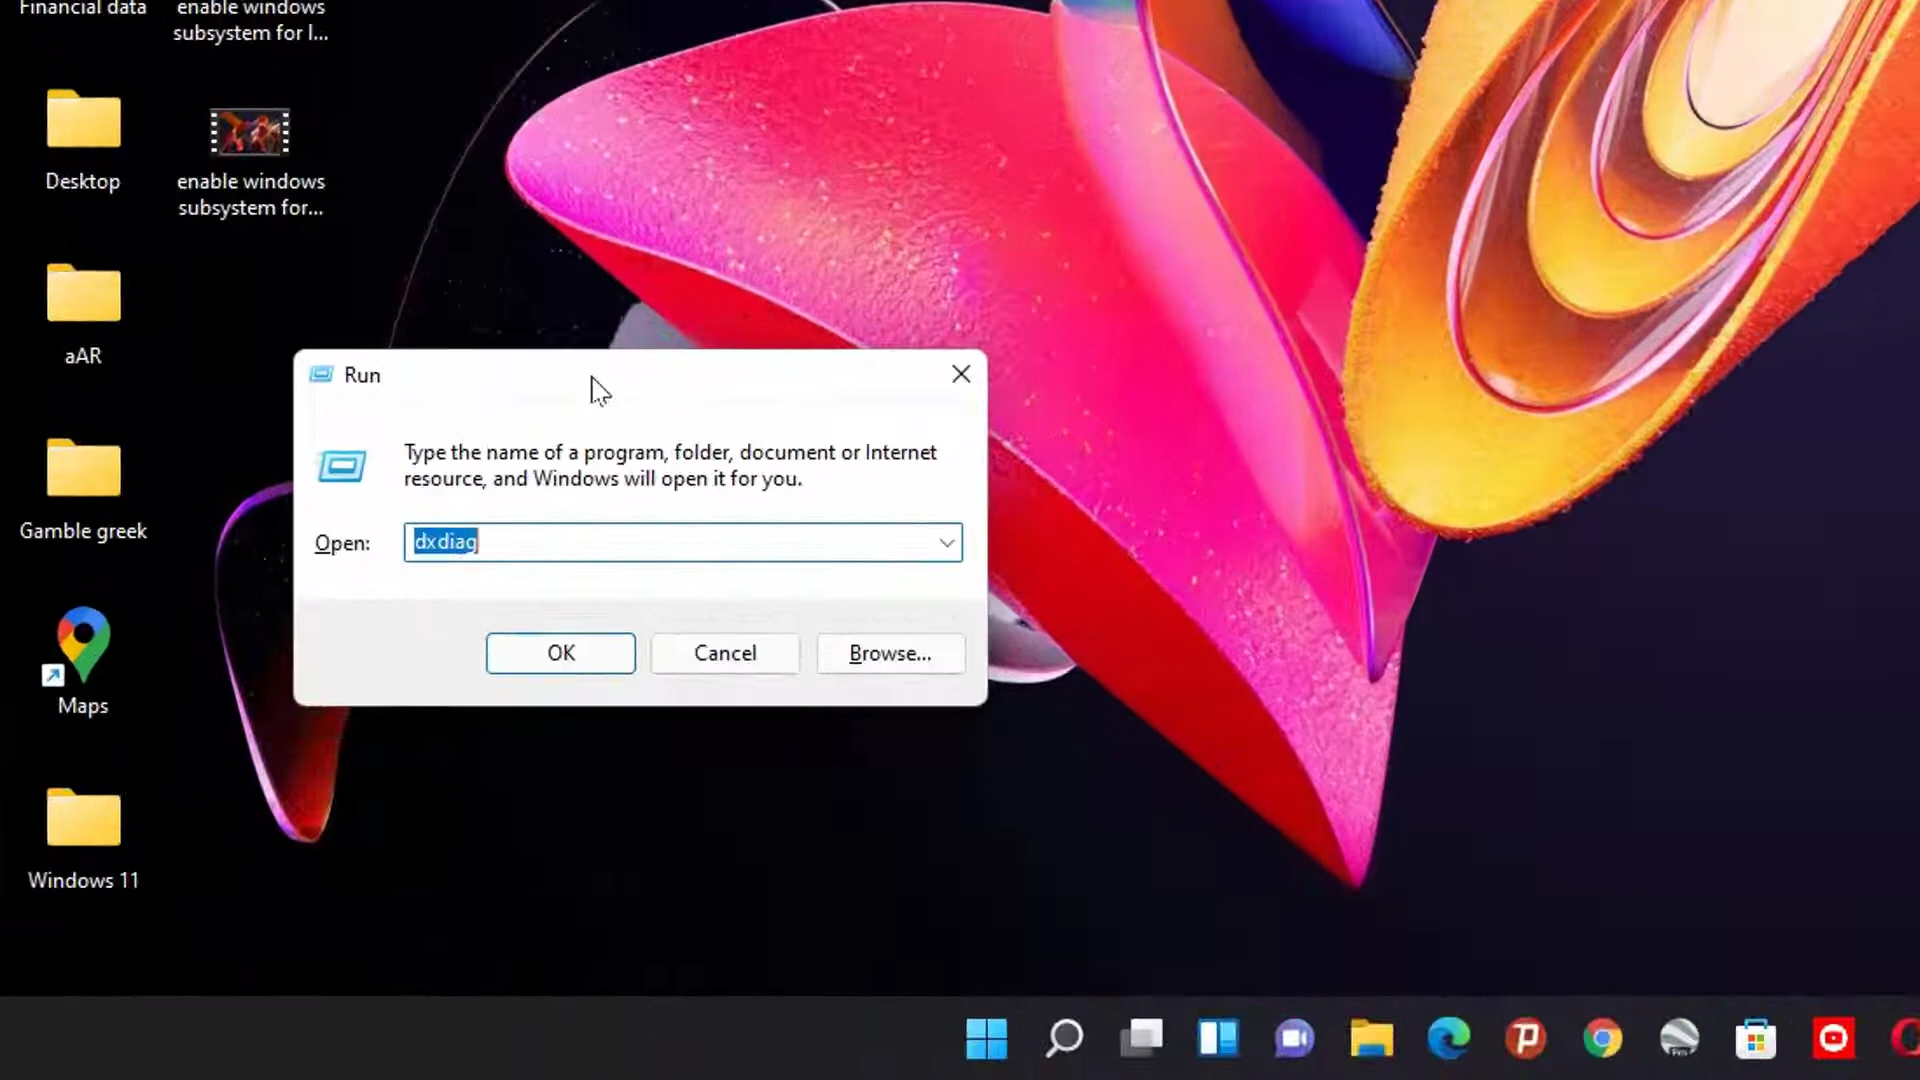 Financial data
enable windows
subsystem for l...
Desktop
enable windows
subsystem for...
aAR
Gamble greek
Maps
Windows 11
Run
Type the name of a program, folder, document or Internet
resource, and Windows will open it for you.
Open:
dxdiag
OK
Cancel
Browse...